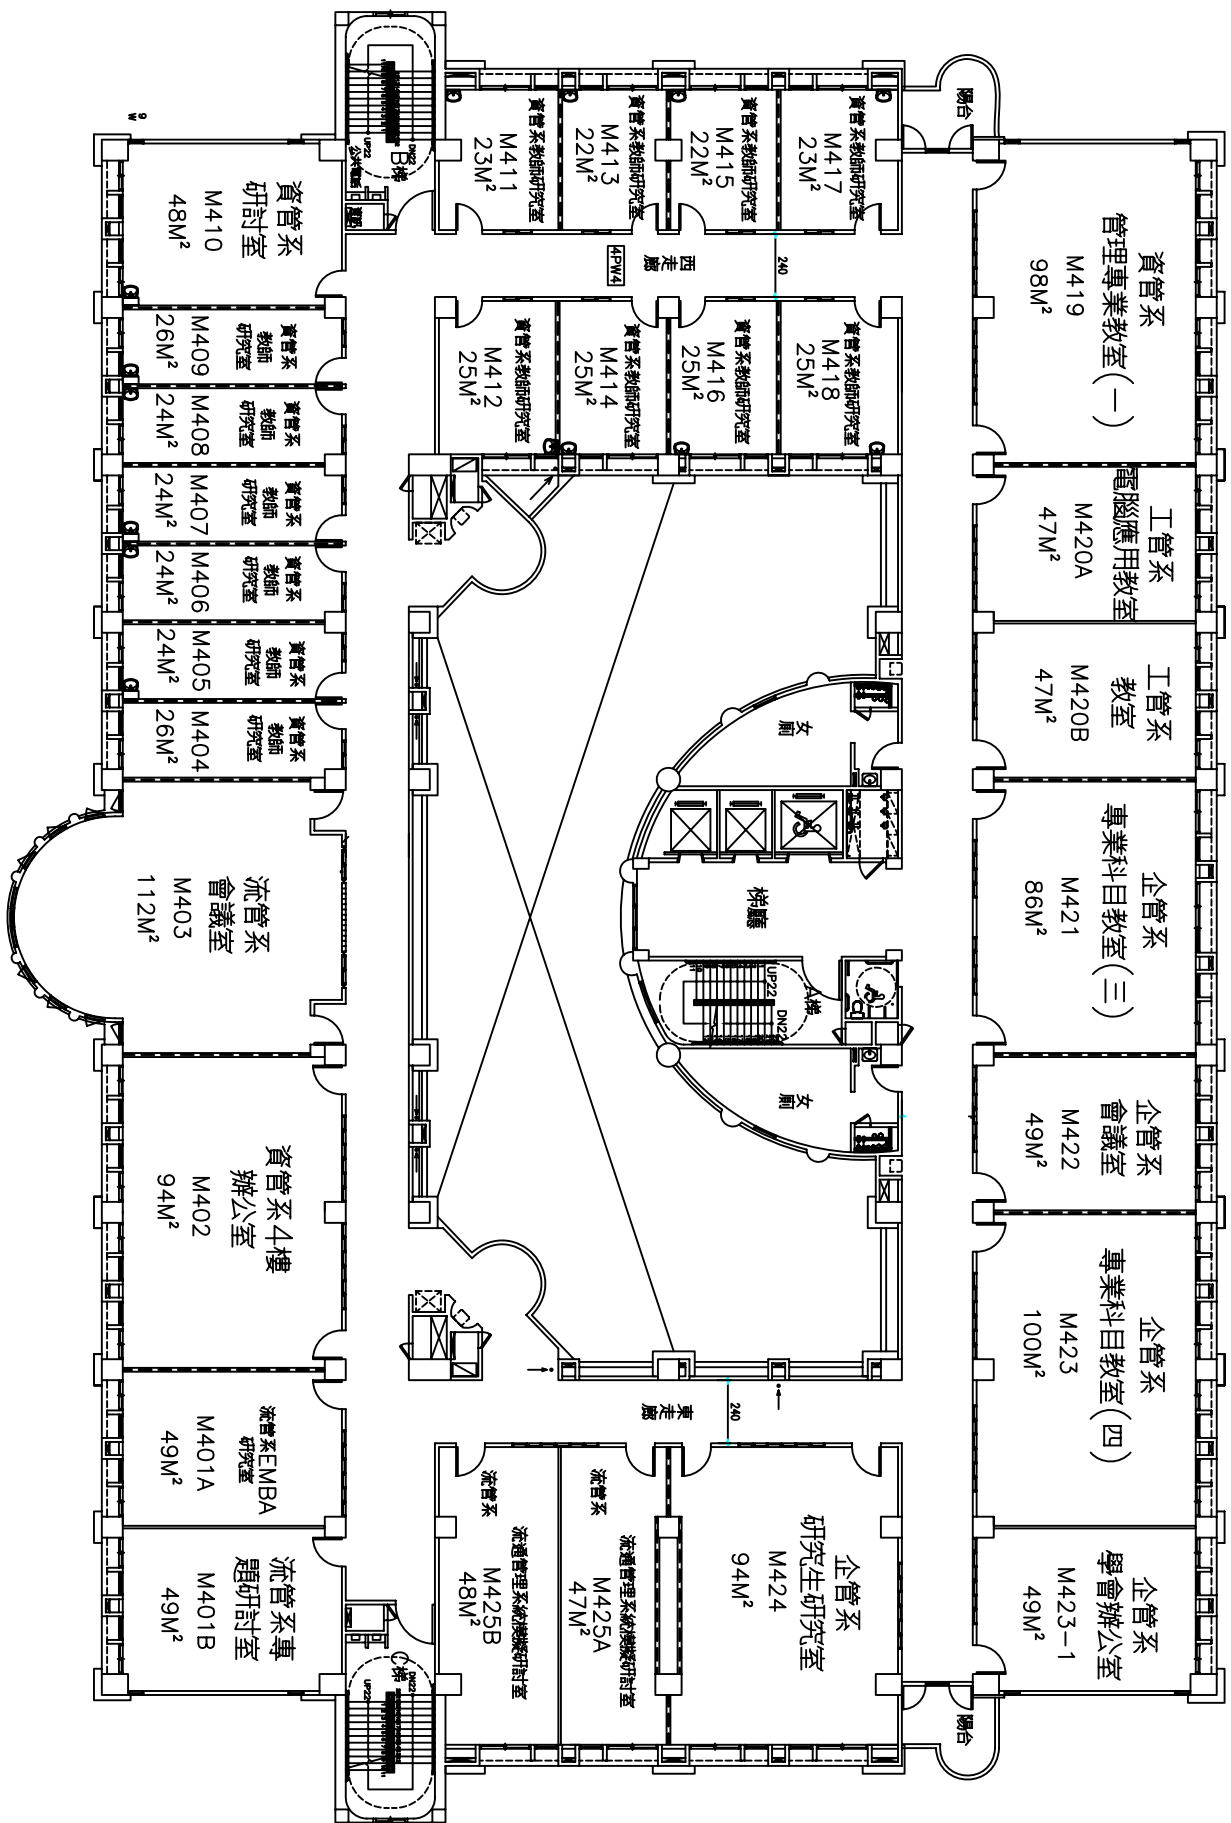 陽台
資管系
管理專業教室(一)
M419
98M²
工管系
電腦應用教室
M420A
47M²
工管系
教室
M420B
47M²
企管系
專業科目教室(三)
M421
86M²
企管系
會議室
M422
49M²
企管系
專業科目教室(四)
M423
100M²
企管系
學會辦公室
M423-1
49M²
陽台
資管系教師研究室
M417
23M²
資管系教師研究室
M415
22M²
資管系教師研究室
M413
22M²
資管系教師研究室
M411
23M²
西走廊
4PW4
240
資管系教師研究室
M418
25M²
資管系教師研究室
M416
25M²
資管系教師研究室
M414
25M²
資管系教師研究室
M412
25M²
女廁
梯廳
A梯
UP22
DN22
女廁
東走廊
240
企管系
研究生研究室
M424
94M²
流管系
流通管理系統模擬研討室
M425A
47M²
流管系
流通管理系統模擬研討室
M425B
48M²
B梯
DN22
UP22
公共電話
C梯
DN22
UP22
9
W
資管系
研討室
M410
48M²
資管系
教師
研究室
M409
26M²
資管系
教師
研究室
M408
24M²
資管系
教師
研究室
M407
24M²
資管系
教師
研究室
M406
24M²
資管系
教師
研究室
M405
24M²
資管系
教師
研究室
M404
26M²
流管系
會議室
M403
112M²
資管系4樓
辦公室
M402
94M²
流管系EMBA
研究室
M401A
49M²
流管系專
題研討室
M401B
49M²